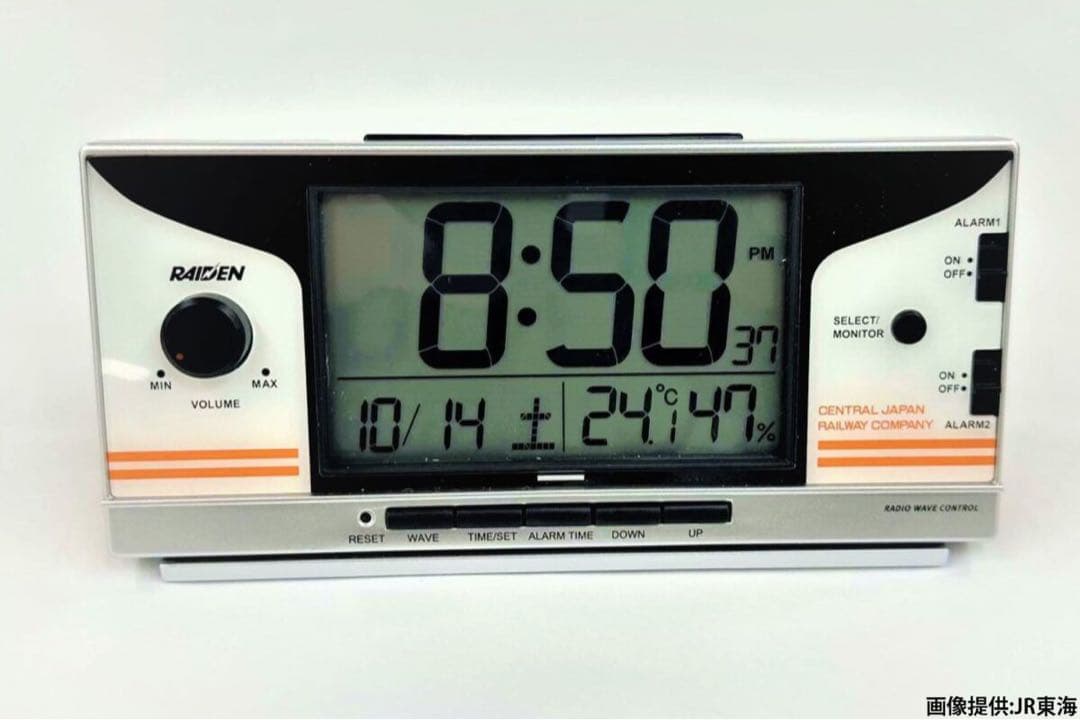 RAIDEN
MIN MAX
VOLUME
8:50 PM 37
10/14 土 24.1℃ 47%
ALARM1
ON
OFF
SELECT/
MONITOR
ON
OFF
ALARM2
CENTRAL JAPAN
RAILWAY COMPANY
RADIO WAVE CONTROL
RESET WAVE TIME/SET ALARM TIME DOWN UP
画像提供:JR東海